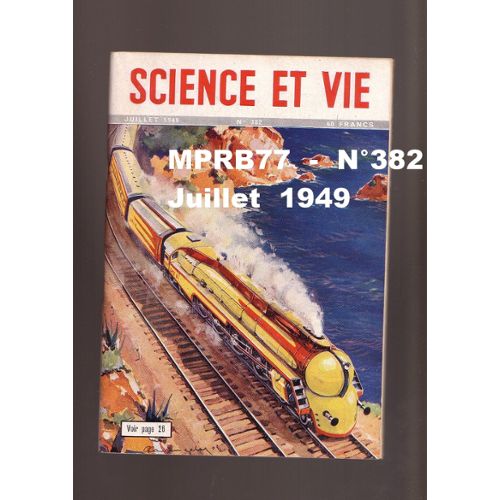 SCIENCE ET VIE
JUILLET 1949 N° 382 60 FRANCS
MPRB77 - N°382
Juillet 1949
Voir page 26